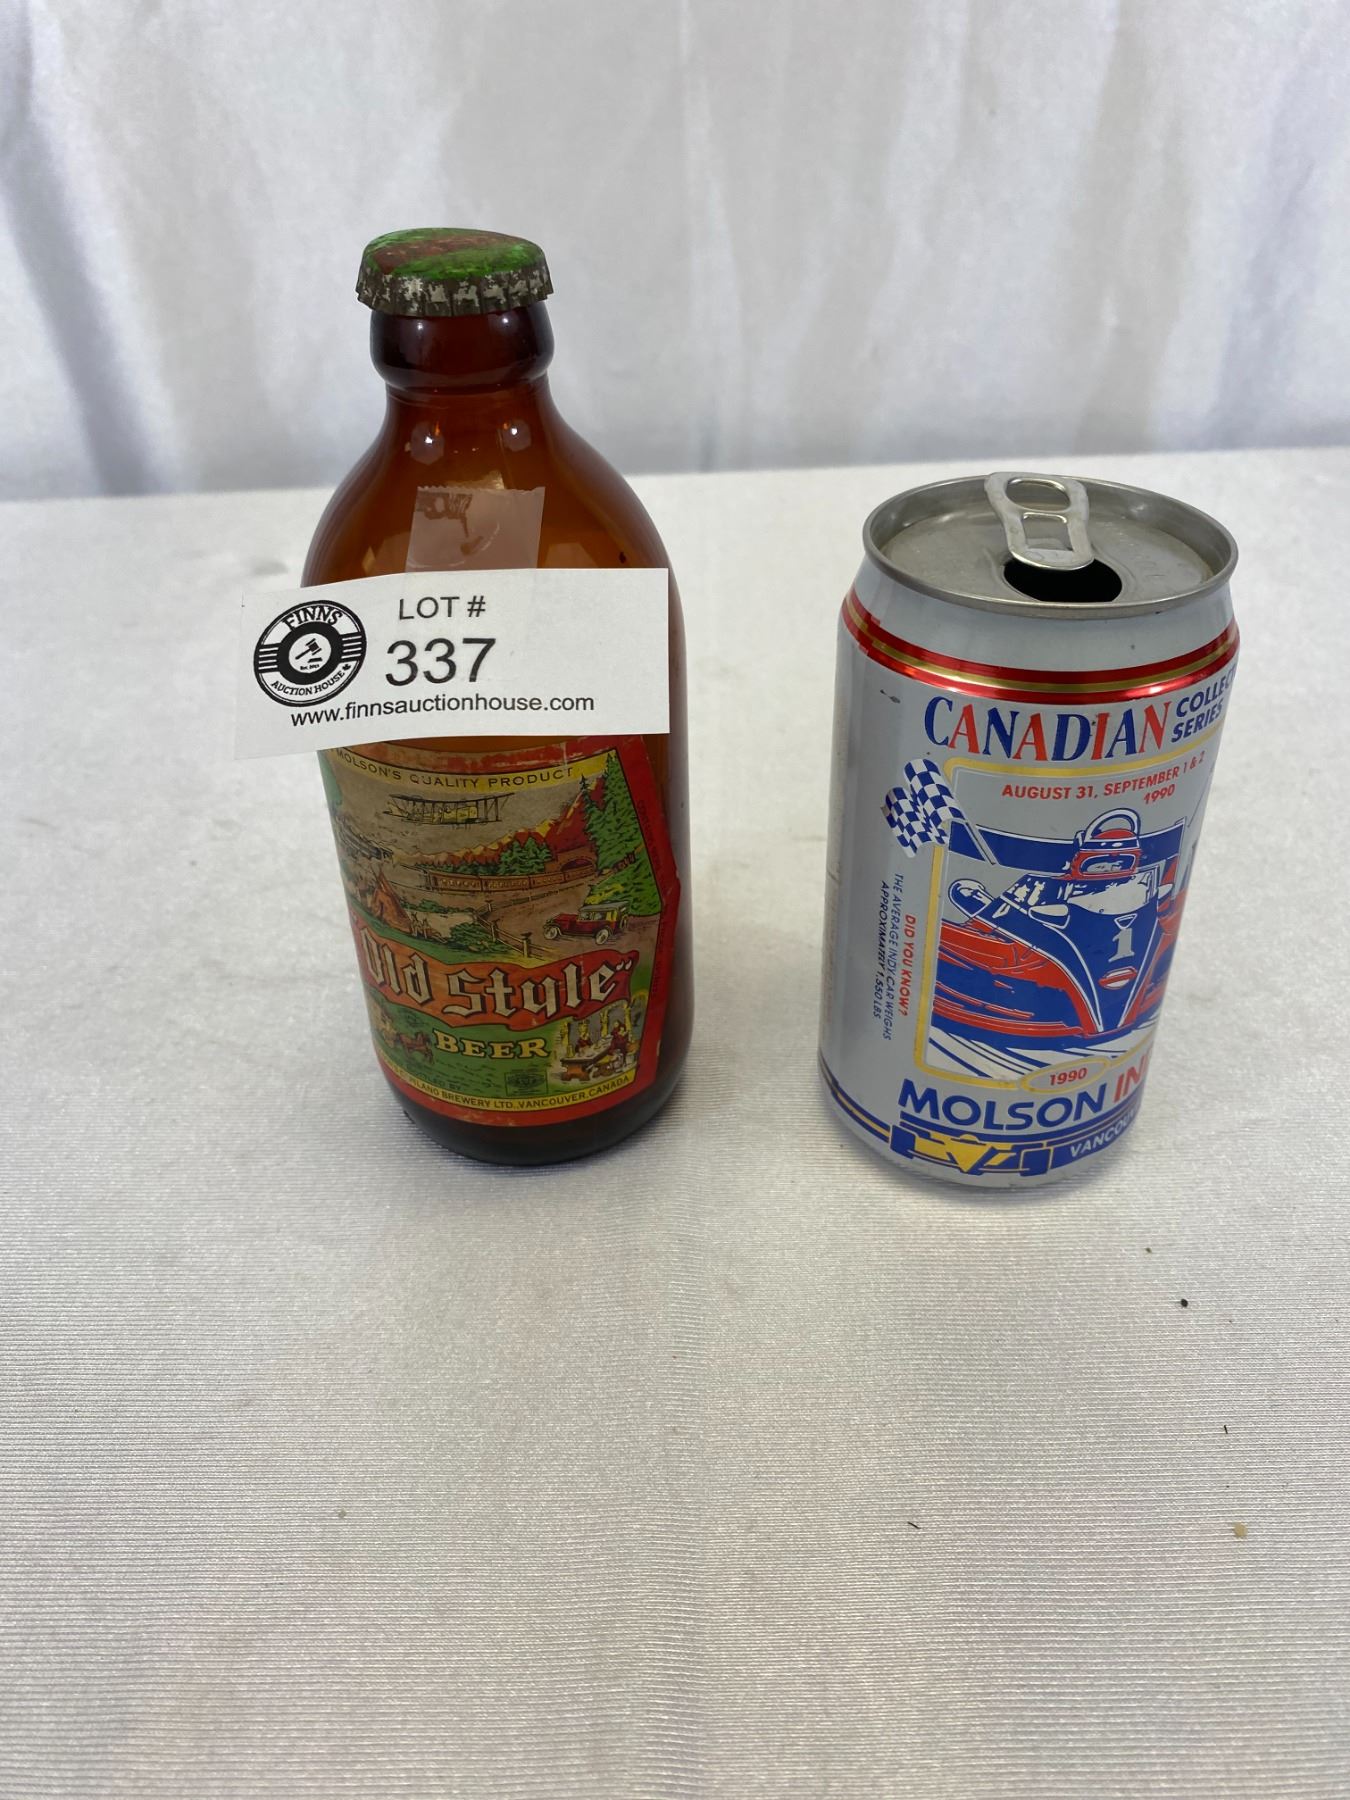 FINNS
AUCTION HOUSE
LOT #
337
www.finnsauctionhouse.com
MOLSON'S QUALITY PRODUCT
"Old Style"
BEER
BREWERY LTD., VANCOUVER, CANADA
CANADIAN
SERIES
AUGUST 31, SEPTEMBER 1 & 2
1990
DID YOU KNOW?
THE AVERAGE INDY CAR WEIGHS
APPROXIMATELY 1,550 LBS
1
1990
MOLSON